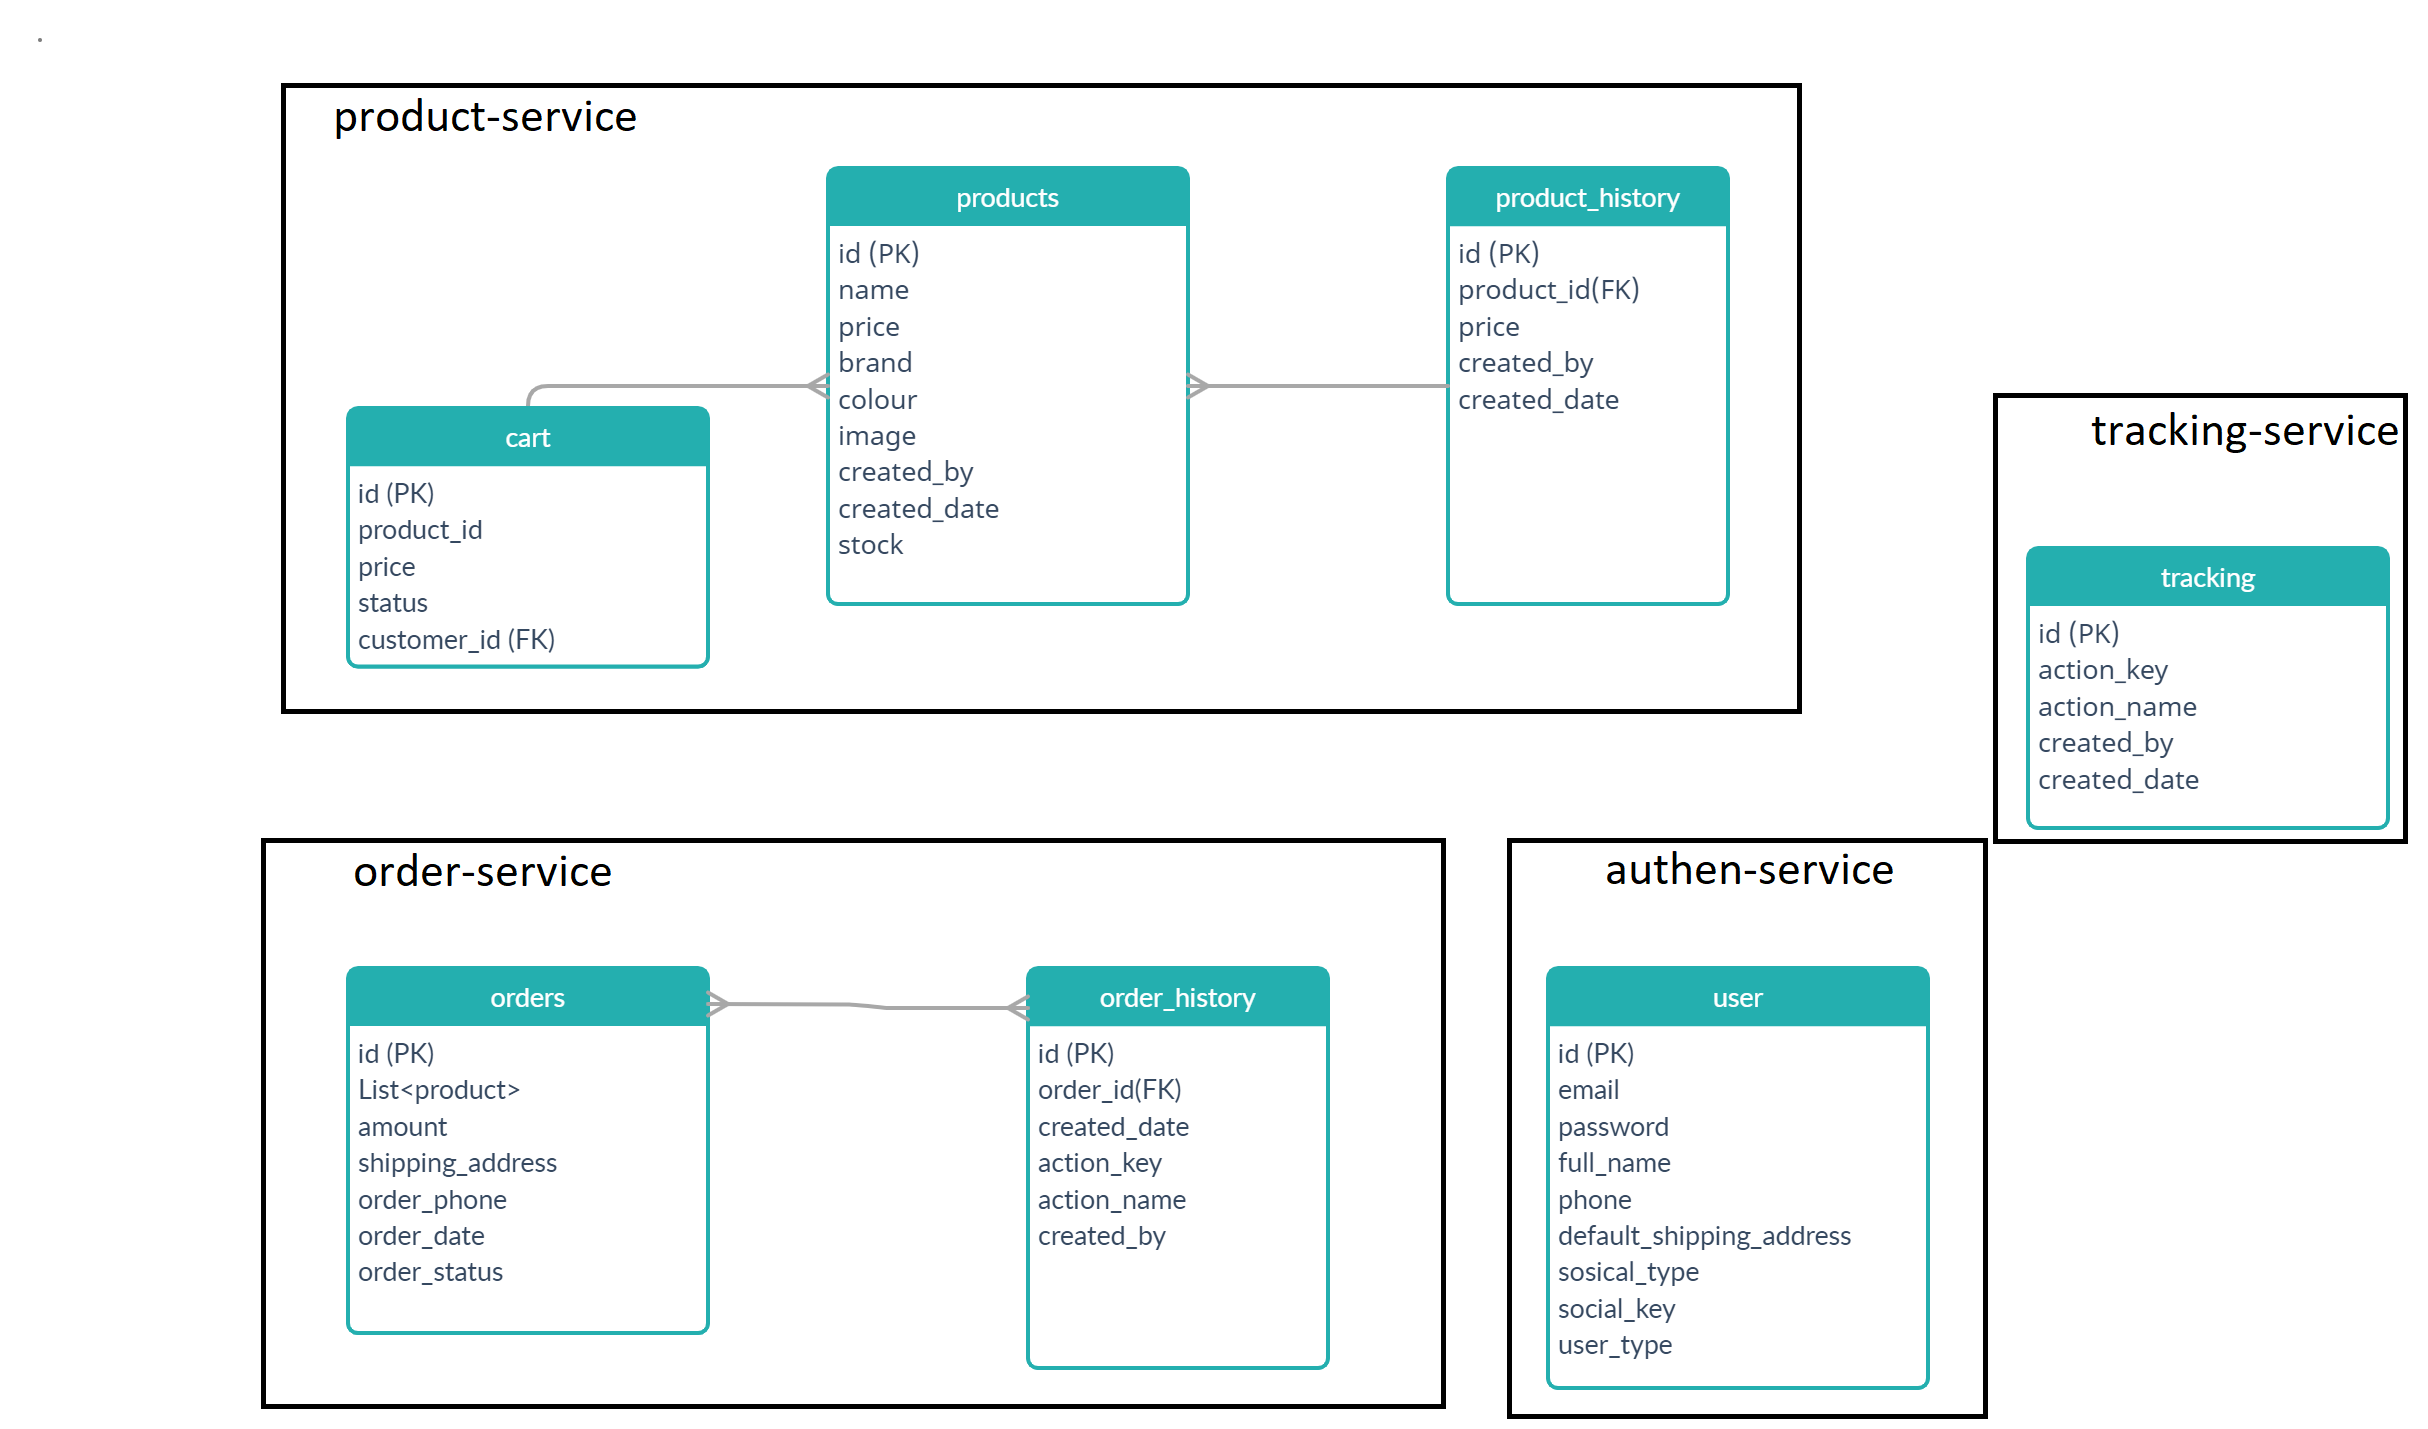 product-service
products
id (PK)
name
price
brand
colour
image
created_by
created_date
stock
product_history
id (PK)
product_id(FK)
price
created_by
created_date
cart
id (PK)
product_id
price
status
customer_id (FK)
tracking-service
tracking
id (PK)
action_key
action_name
created_by
created_date
order-service
orders
id (PK)
List<product>
amount
shipping_address
order_phone
order_date
order_status
order_history
id (PK)
order_id(FK)
created_date
action_key
action_name
created_by
authen-service
user
id (PK)
email
password
full_name
phone
default_shipping_address
sosical_type
social_key
user_type